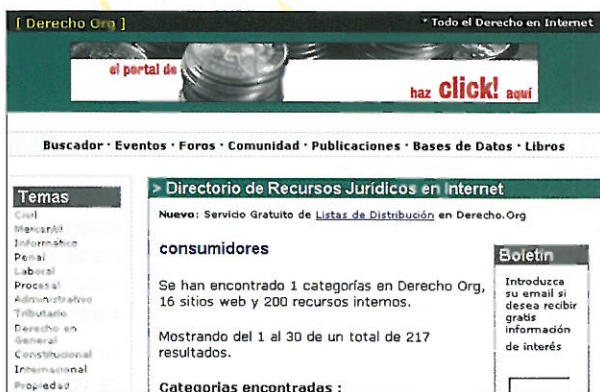 [ Derecho Org ]
* Todo el Derecho en Internet
el portal de
haz click! aquí
Buscador · Eventos · Foros · Comunidad · Publicaciones · Bases de Datos · Libros
Temas
Civil
Mercantil
Informático
Penal
Laboral
Procesal
Administrativo
Tributario
Derecho en
General
Constitucional
Internacional
Propiedad
> Directorio de Recursos Jurídicos en Internet
Nuevo: Servicio Gratuito de Listas de Distribución en Derecho.Org
consumidores
Se han encontrado 1 categorías en Derecho Org,
16 sitios web y 200 recursos internos.
Mostrando del 1 al 30 de un total de 217
resultados.
Categorias encontradas :
Boletin
Introduzca
su email si
desea recibir
gratis
información
de interés